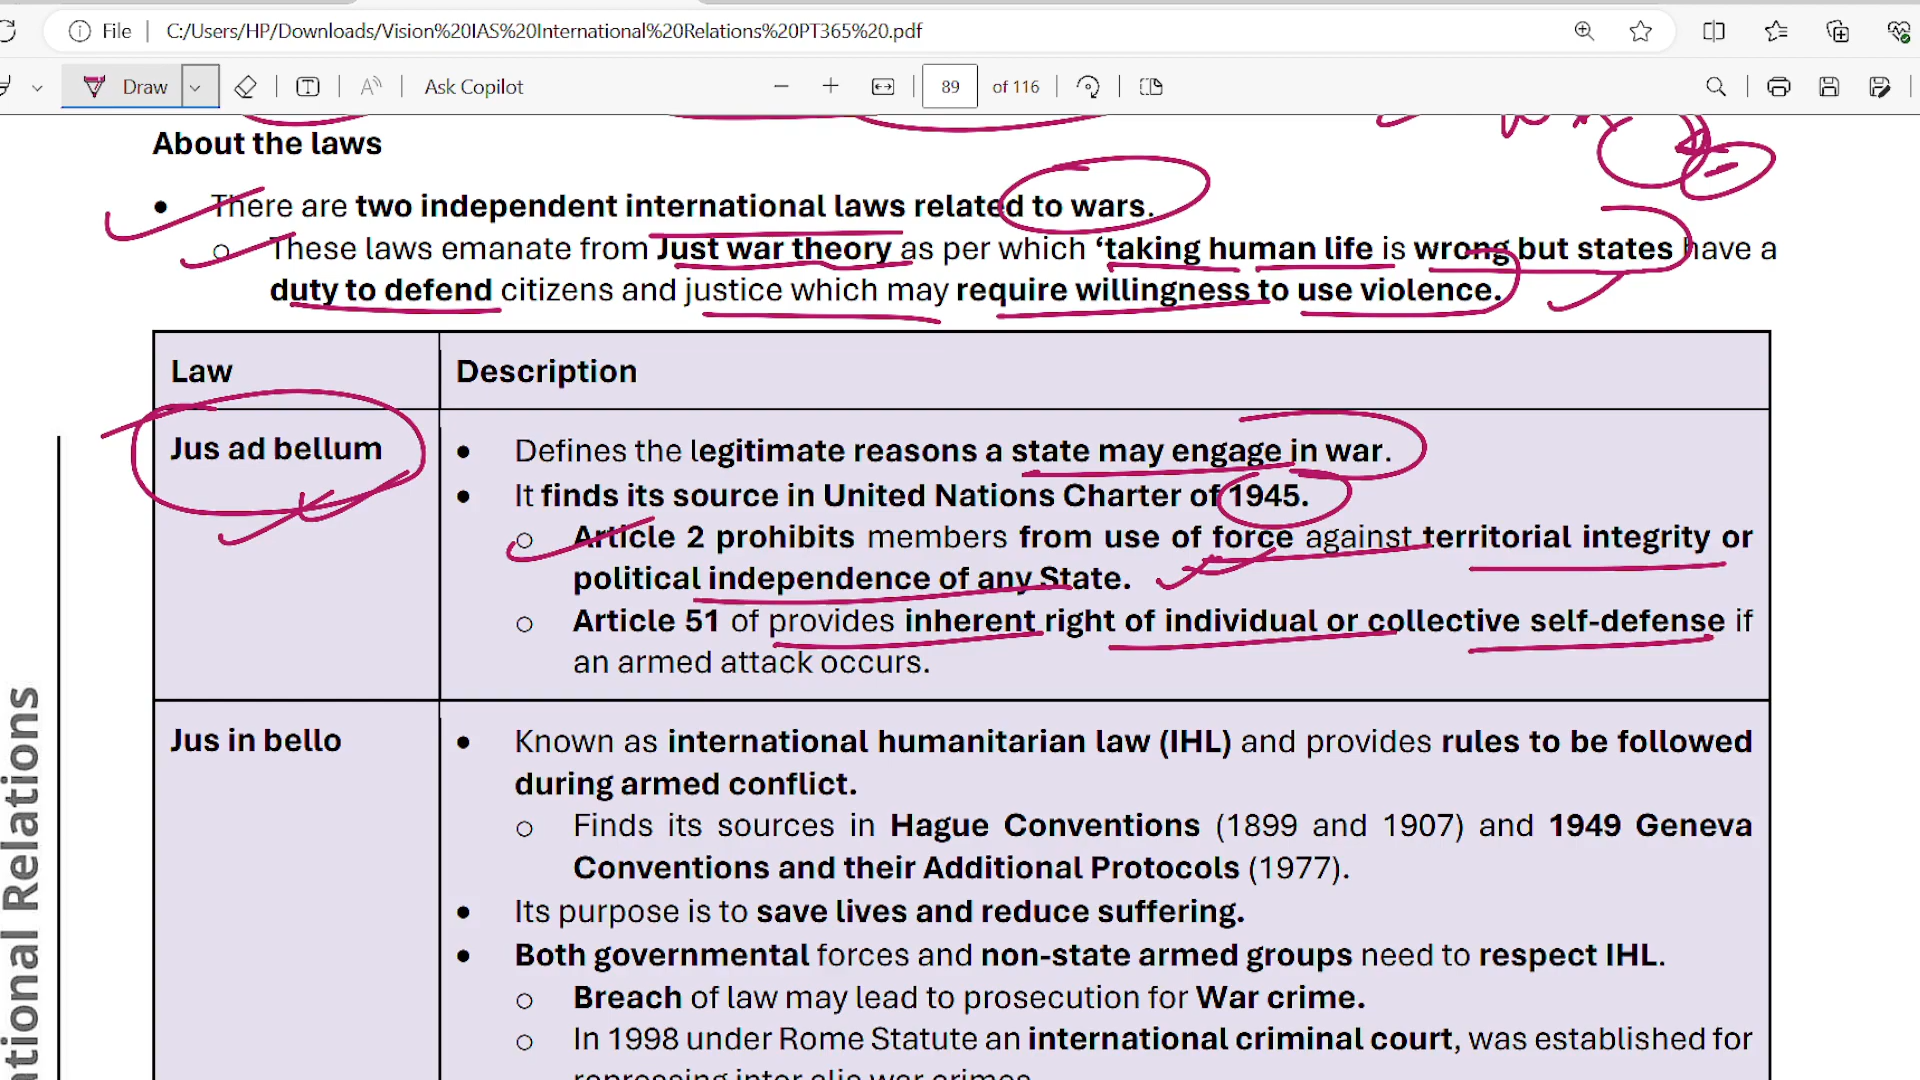 File C:/Users/HP/Downloads/Vision%20IAS%20International%20Relations%20PT365%20.pdf
Draw Ask Copilot 89 of 116
About the laws
• There are two independent international laws related to wars.
o These laws emanate from Just war theory as per which ‘taking human life is wrong but states have a
duty to defend citizens and justice which may require willingness to use violence.
Law Description
Jus ad bellum
• Defines the legitimate reasons a state may engage in war.
• It finds its source in United Nations Charter of 1945.
o Article 2 prohibits members from use of force against territorial integrity or
political independence of any State.
o Article 51 of provides inherent right of individual or collective self-defense if
an armed attack occurs.
Jus in bello
• Known as international humanitarian law (IHL) and provides rules to be followed
during armed conflict.
o Finds its sources in Hague Conventions (1899 and 1907) and 1949 Geneva
Conventions and their Additional Protocols (1977).
• Its purpose is to save lives and reduce suffering.
• Both governmental forces and non-state armed groups need to respect IHL.
o Breach of law may lead to prosecution for War crime.
o In 1998 under Rome Statute an international criminal court, was established for
repressing inter alia war crimes.
ational Relations